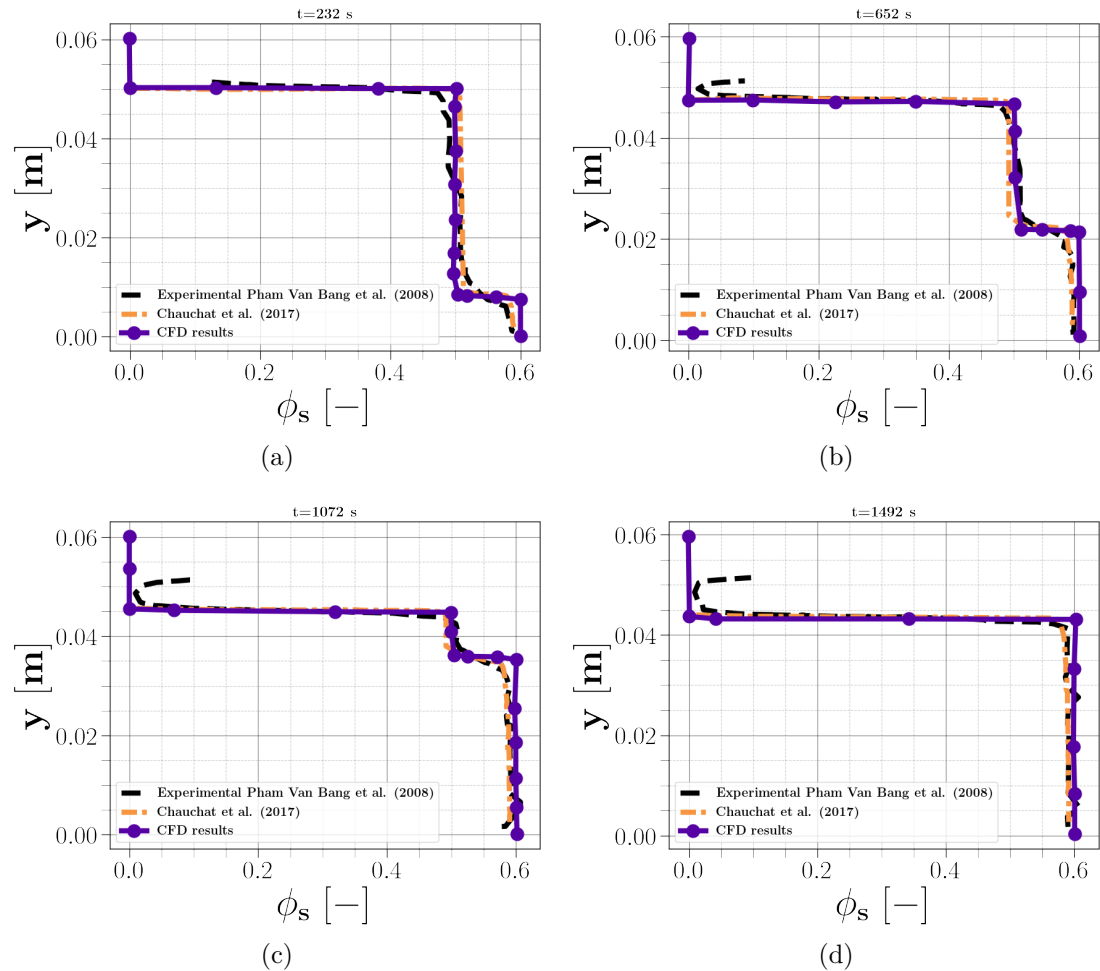 t=232 s
0.06
0.04
0.02
0.00
y [m]
Experimental Pham Van Bang et al. (2008)
Chauchat et al. (2017)
CFD results
0.0 0.2 0.4 0.6
ϕs [−]
(a)
t=652 s
0.06
0.04
0.02
0.00
y [m]
Experimental Pham Van Bang et al. (2008)
Chauchat et al. (2017)
CFD results
0.0 0.2 0.4 0.6
ϕs [−]
(b)
t=1072 s
0.06
0.04
0.02
0.00
y [m]
Experimental Pham Van Bang et al. (2008)
Chauchat et al. (2017)
CFD results
0.0 0.2 0.4 0.6
ϕs [−]
(c)
t=1492 s
0.06
0.04
0.02
0.00
y [m]
Experimental Pham Van Bang et al. (2008)
Chauchat et al. (2017)
CFD results
0.0 0.2 0.4 0.6
ϕs [−]
(d)